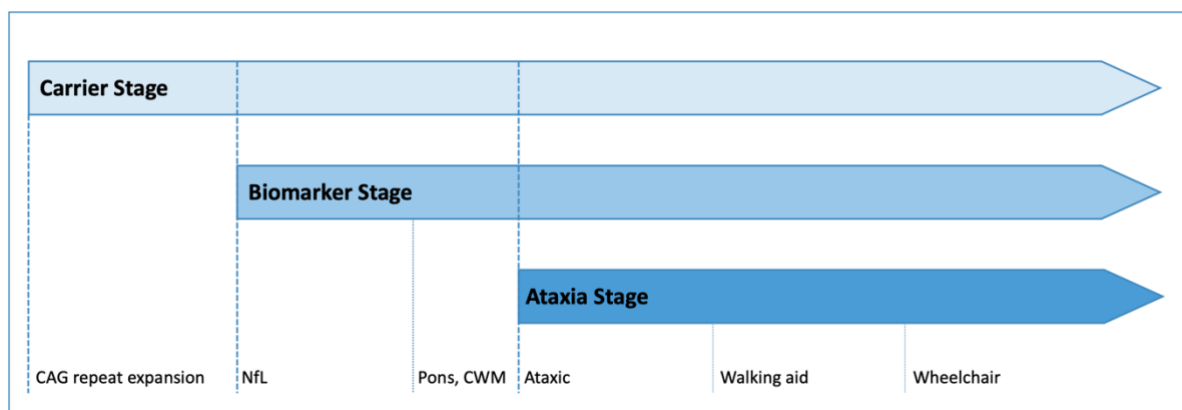 Carrier Stage
Biomarker Stage
Ataxia Stage
CAG repeat expansion NfL Pons, CWM Ataxic Walking aid Wheelchair